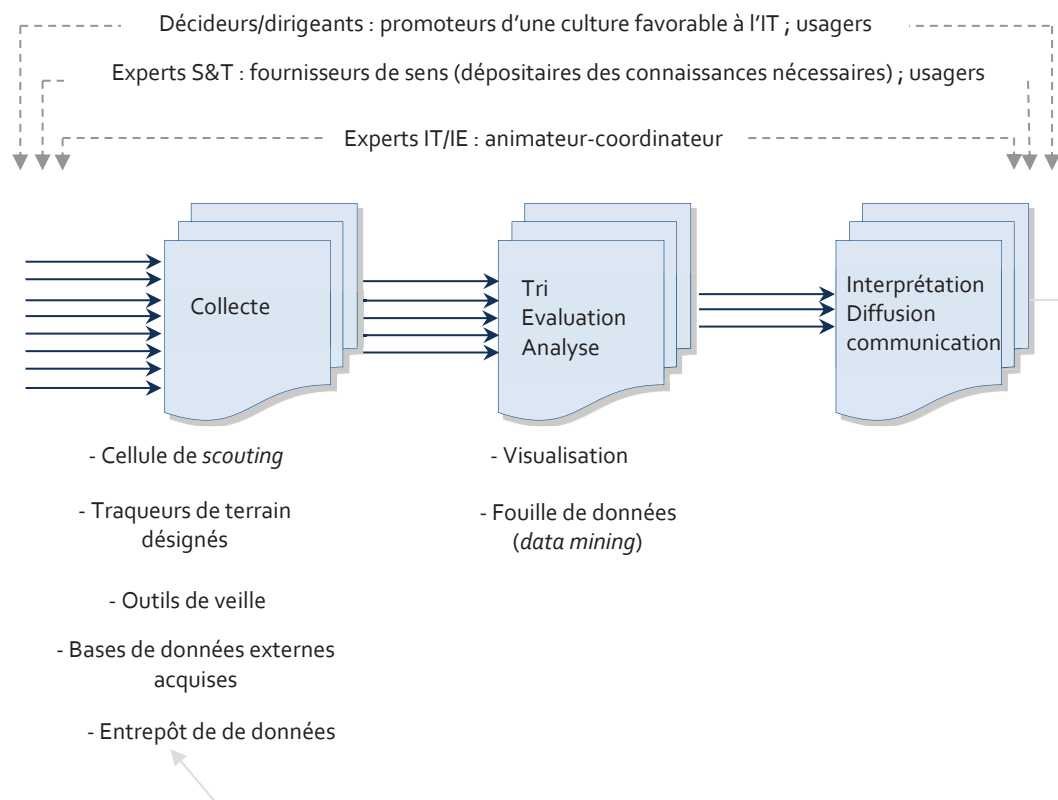 Décideurs/dirigeants : promoteurs d’une culture favorable à l’IT ; usagers
Experts S&T : fournisseurs de sens (dépositaires des connaissances nécessaires) ; usagers
Experts IT/IE : animateur-coordinateur
Collecte
Tri
Evaluation
Analyse
Interprétation
Diffusion
communication
- Cellule de scouting
- Traqueurs de terrain
désignés
- Outils de veille
- Bases de données externes
acquises
- Entrepôt de de données
- Visualisation
- Fouille de données
(data mining)